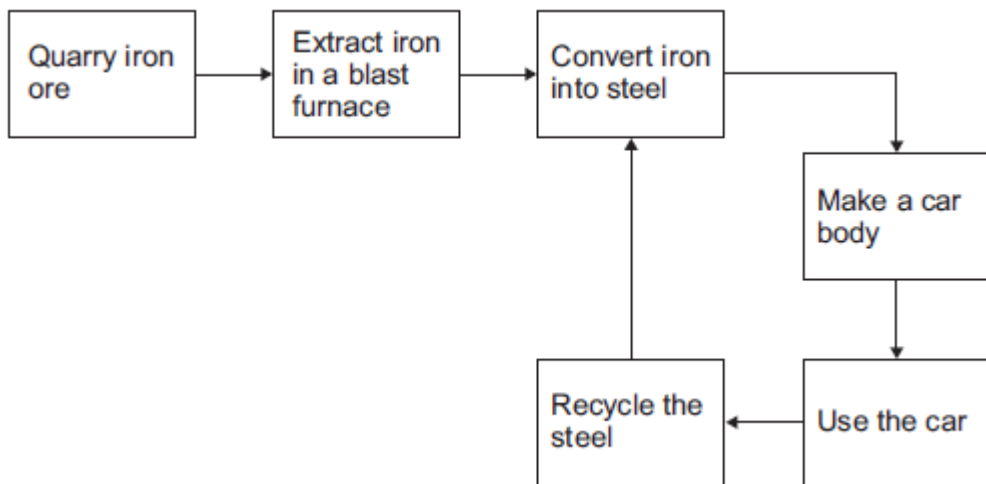 Quarry iron
ore
Extract iron
in a blast
furnace
Convert iron
into steel
Make a car
body
Use the car
Recycle the
steel